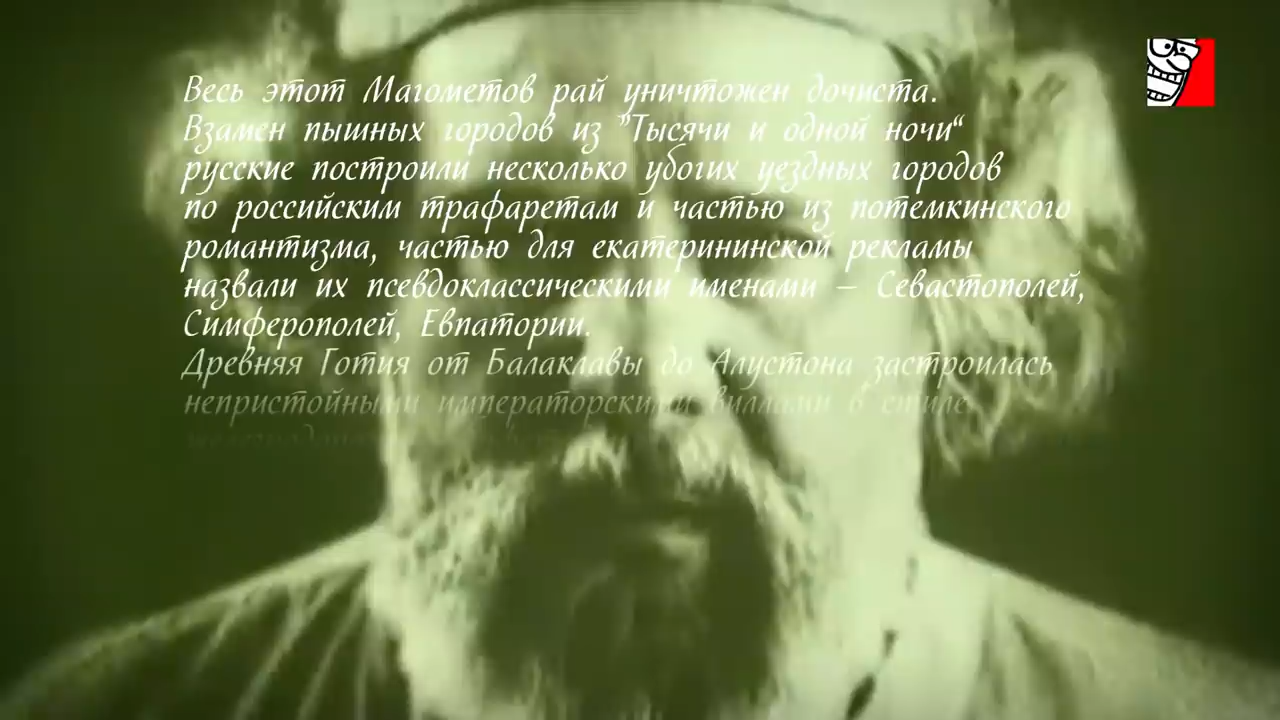 Весь этот Магометов рай уничтожен дочиста.
Взамен пышных городов из "Тысячи и одной ночи“
русские построили несколько убогих уездных городов
по российским трафаретам и частью из потемкинского
романтизма, частью для екатерининской рекламы
назвали их псевдоклассическими именами – Севастополей,
Симферополей, Евпатории.
Древняя Готия от Балаклавы до Алустона застроилась
непристойными императорскими виллами в стиле